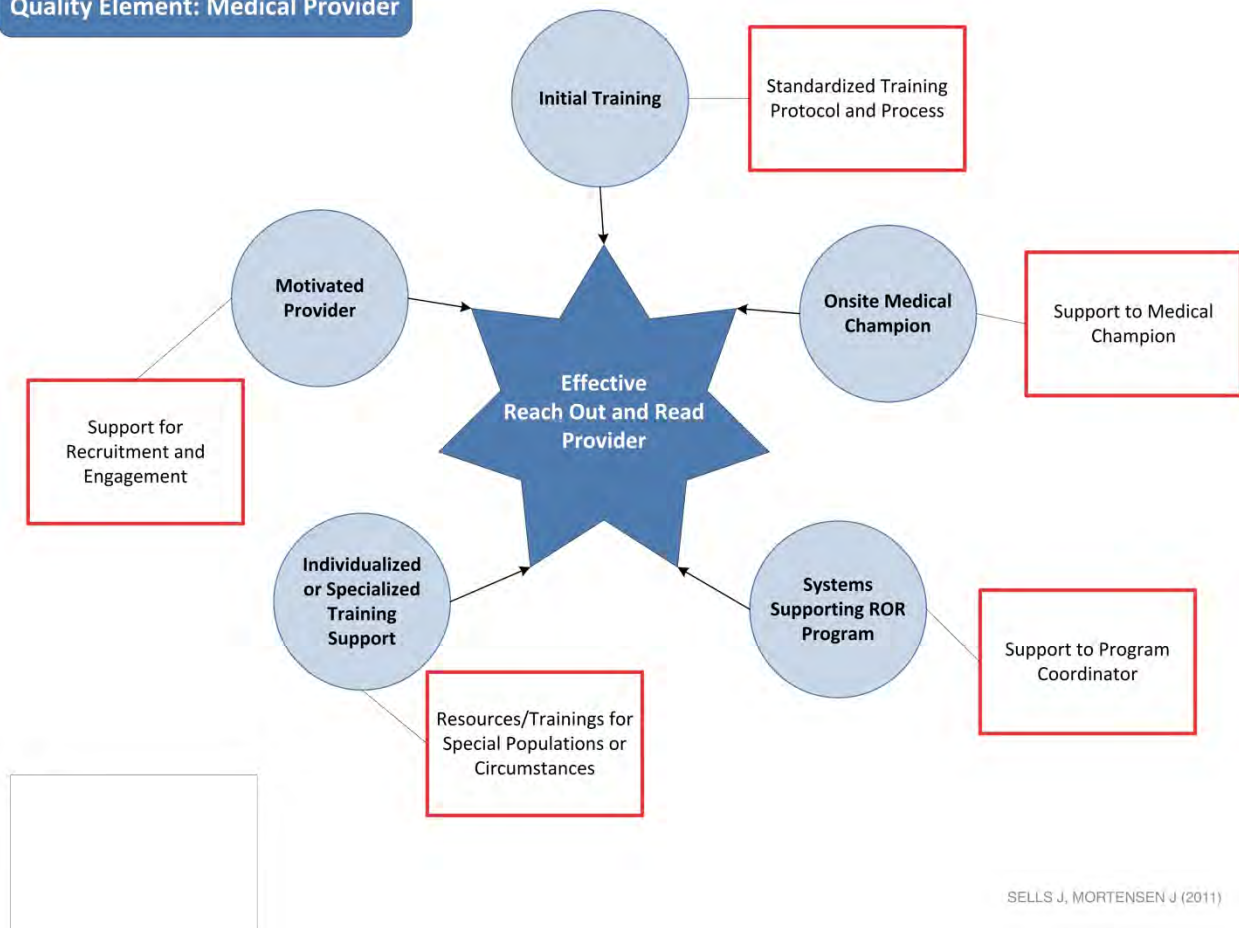 Quality Element: Medical Provider
Initial Training
Standardized Training
Protocol and Process
Motivated
Provider
Onsite Medical
Champion
Support to Medical
Champion
Effective
Reach Out and Read
Provider
Support for
Recruitment and
Engagement
Individualized
or Specialized
Training
Support
Systems
Supporting ROR
Program
Support to Program
Coordinator
Resources/Trainings for
Special Populations or
Circumstances
SELLS J, MORTENSEN J (2011)